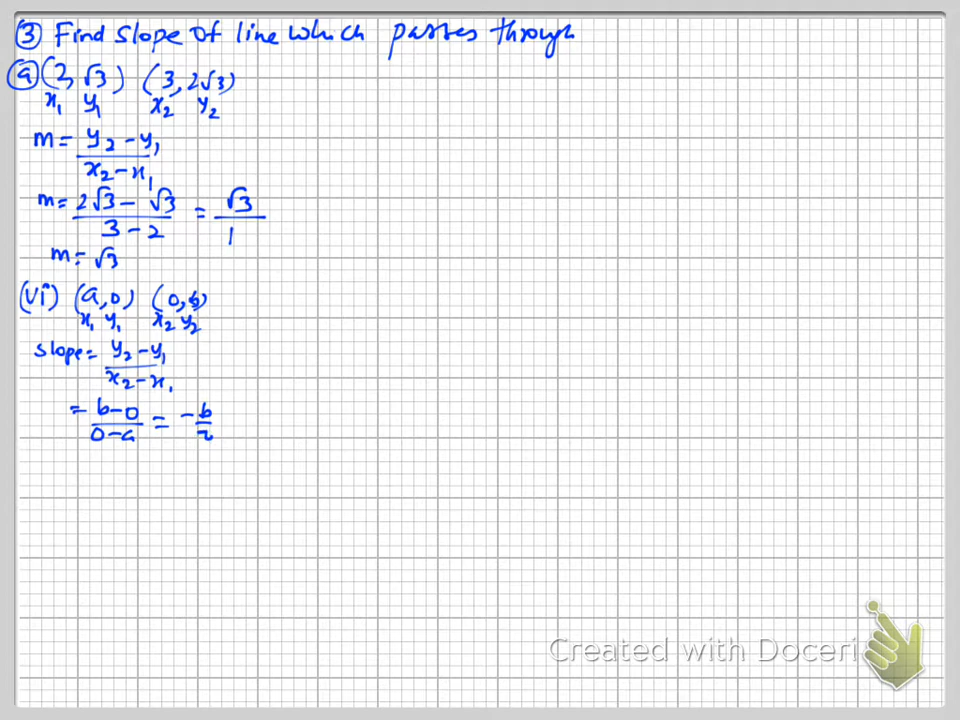 ③ Find slope of line which passes through
ⓐ (2, √3) (3, 2√3)
x₁ y₁ x₂ y₂
m = y₂ - y₁ / x₂ - x₁
m = 2√3 - √3 / 3 - 2 = √3 / 1
m = √3
(vi) (a, 0) (0, b)
x₁ y₁ x₂ y₂
slope = y₂ - y₁ / x₂ - x₁
= b - 0 / 0 - a = - b /
Created with Doceri